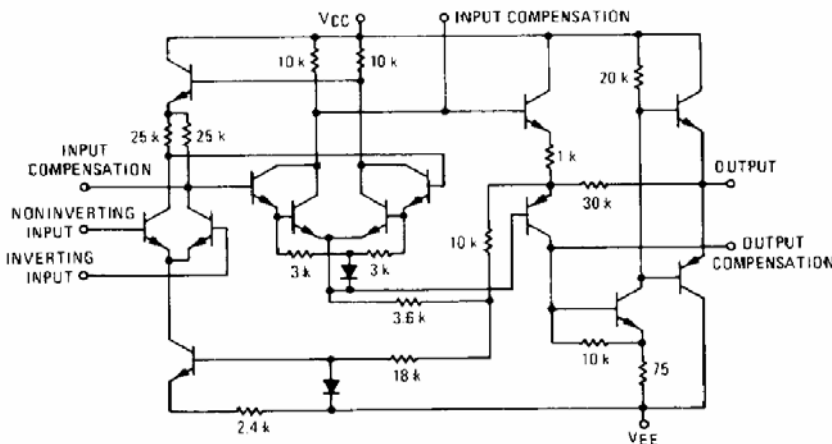 VCC
INPUT COMPENSATION
10 k
10 k
20 k
25 k
25 k
INPUT
COMPENSATION
1 k
OUTPUT
30 k
NONINVERTING
INPUT
10 k
OUTPUT
COMPENSATION
INVERTING
INPUT
3 k
3 k
3.6 k
10 k
75
18 k
2.4 k
VEE